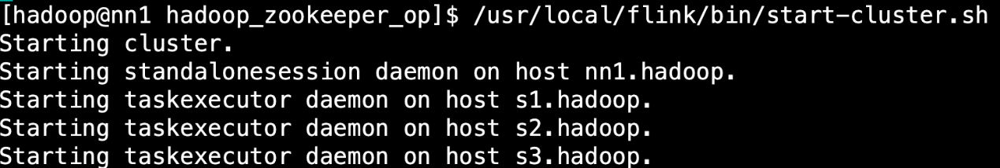 [hadoop@nn1 hadoop_zookeeper_op]$ /usr/local/flink/bin/start-cluster.sh
Starting cluster.
Starting standalonesession daemon on host nn1.hadoop.
Starting taskexecutor daemon on host s1.hadoop.
Starting taskexecutor daemon on host s2.hadoop.
Starting taskexecutor daemon on host s3.hadoop.